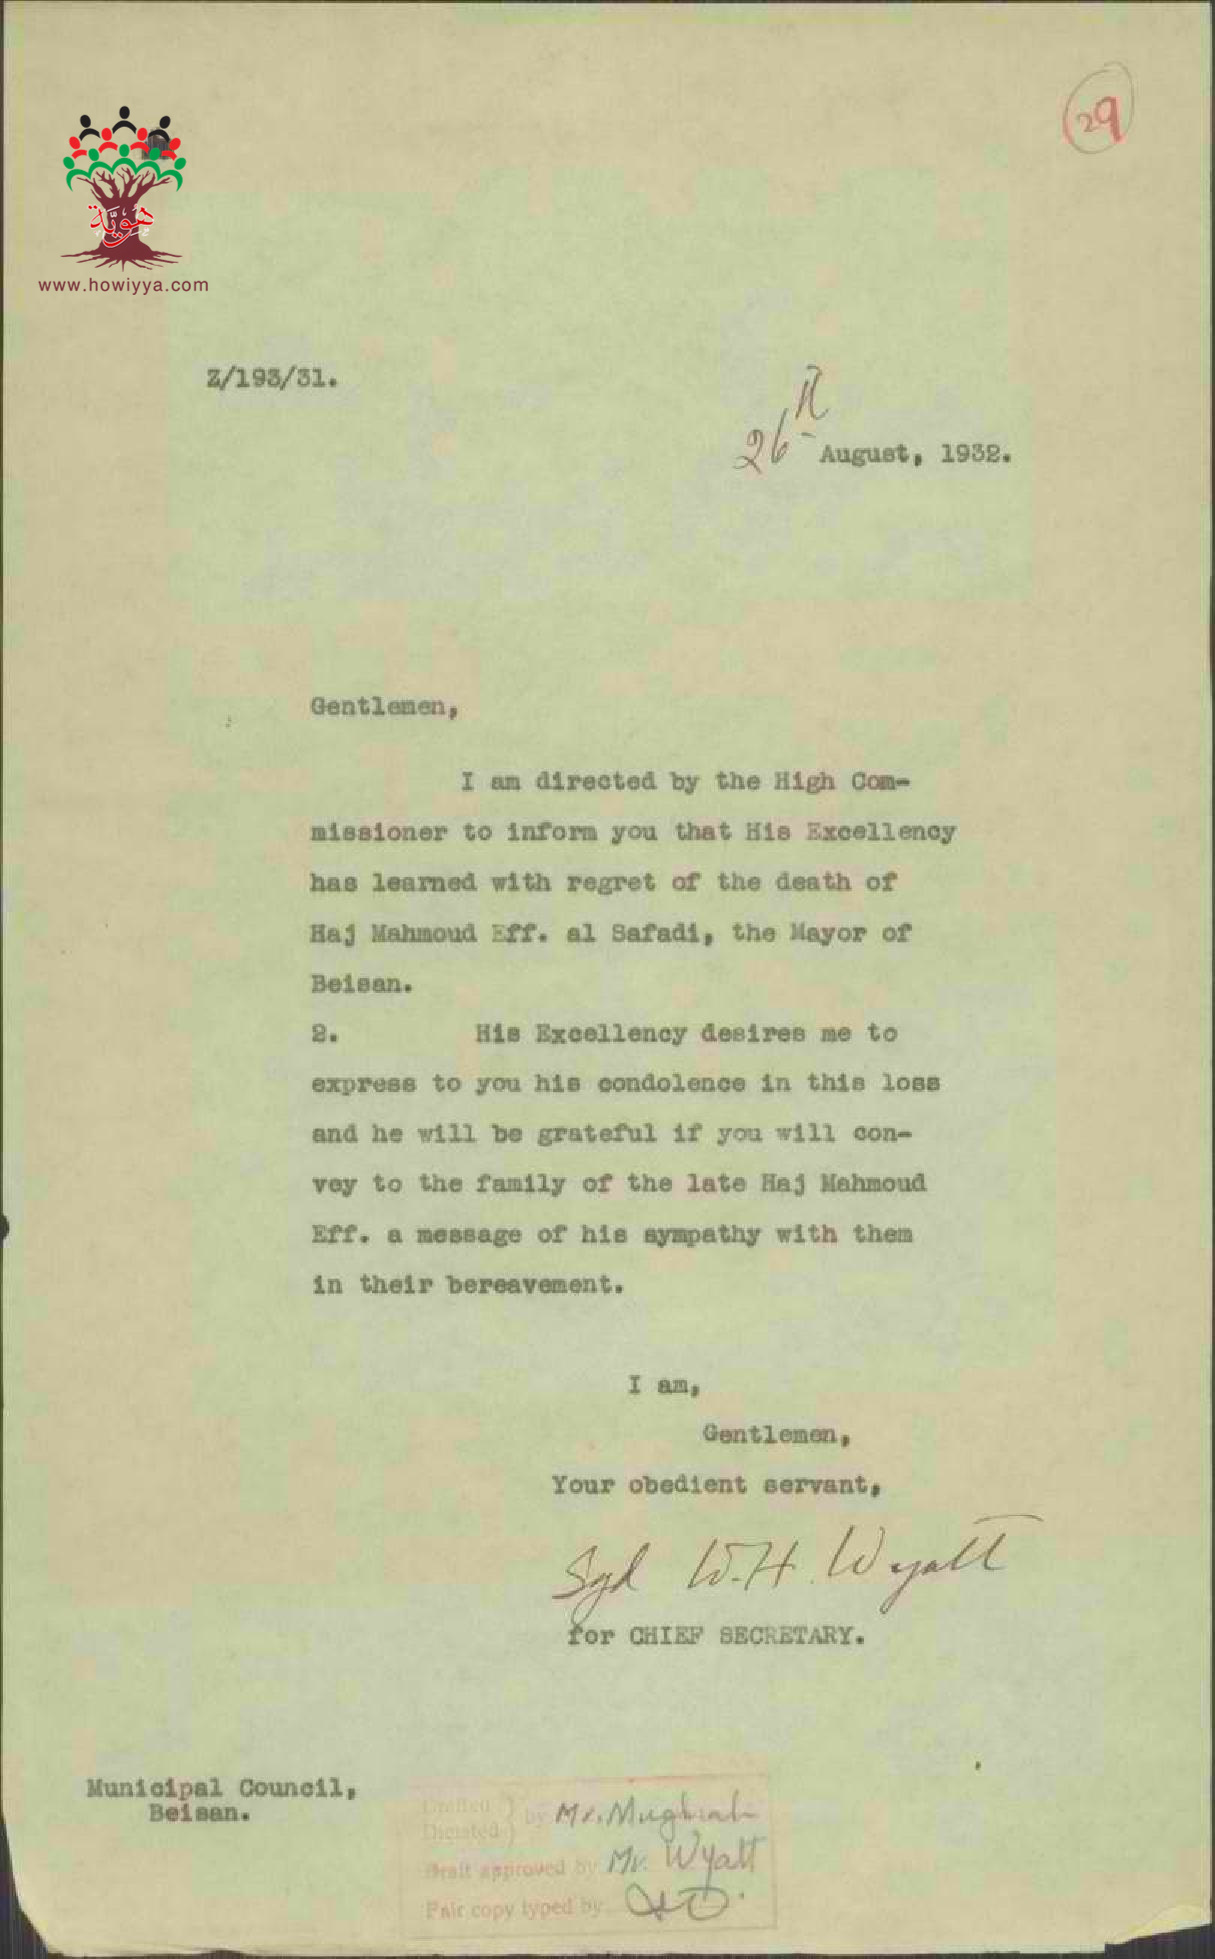 29
هوية
www.howiyya.com
Z/193/31.
26th August, 1932.
Gentlemen,
I am directed by the High Com-
missioner to inform you that His Excellency
has learned with regret of the death of
Haj Mahmoud Eff. al Safadi, the Mayor of
Beisan.
2. His Excellency desires me to
express to you his condolence in this loss
and he will be grateful if you will con-
vey to the family of the late Haj Mahmoud
Eff. a message of his sympathy with them
in their bereavement.
I am,
Gentlemen,
Your obedient servant,
Sgd W.H. Wyatt
for CHIEF SECRETARY.
Municipal Council,
Beisan.
Drafted )
Dictated ) by Mr.
Draft approved by Mr. Wyatt
Fair copy typed by